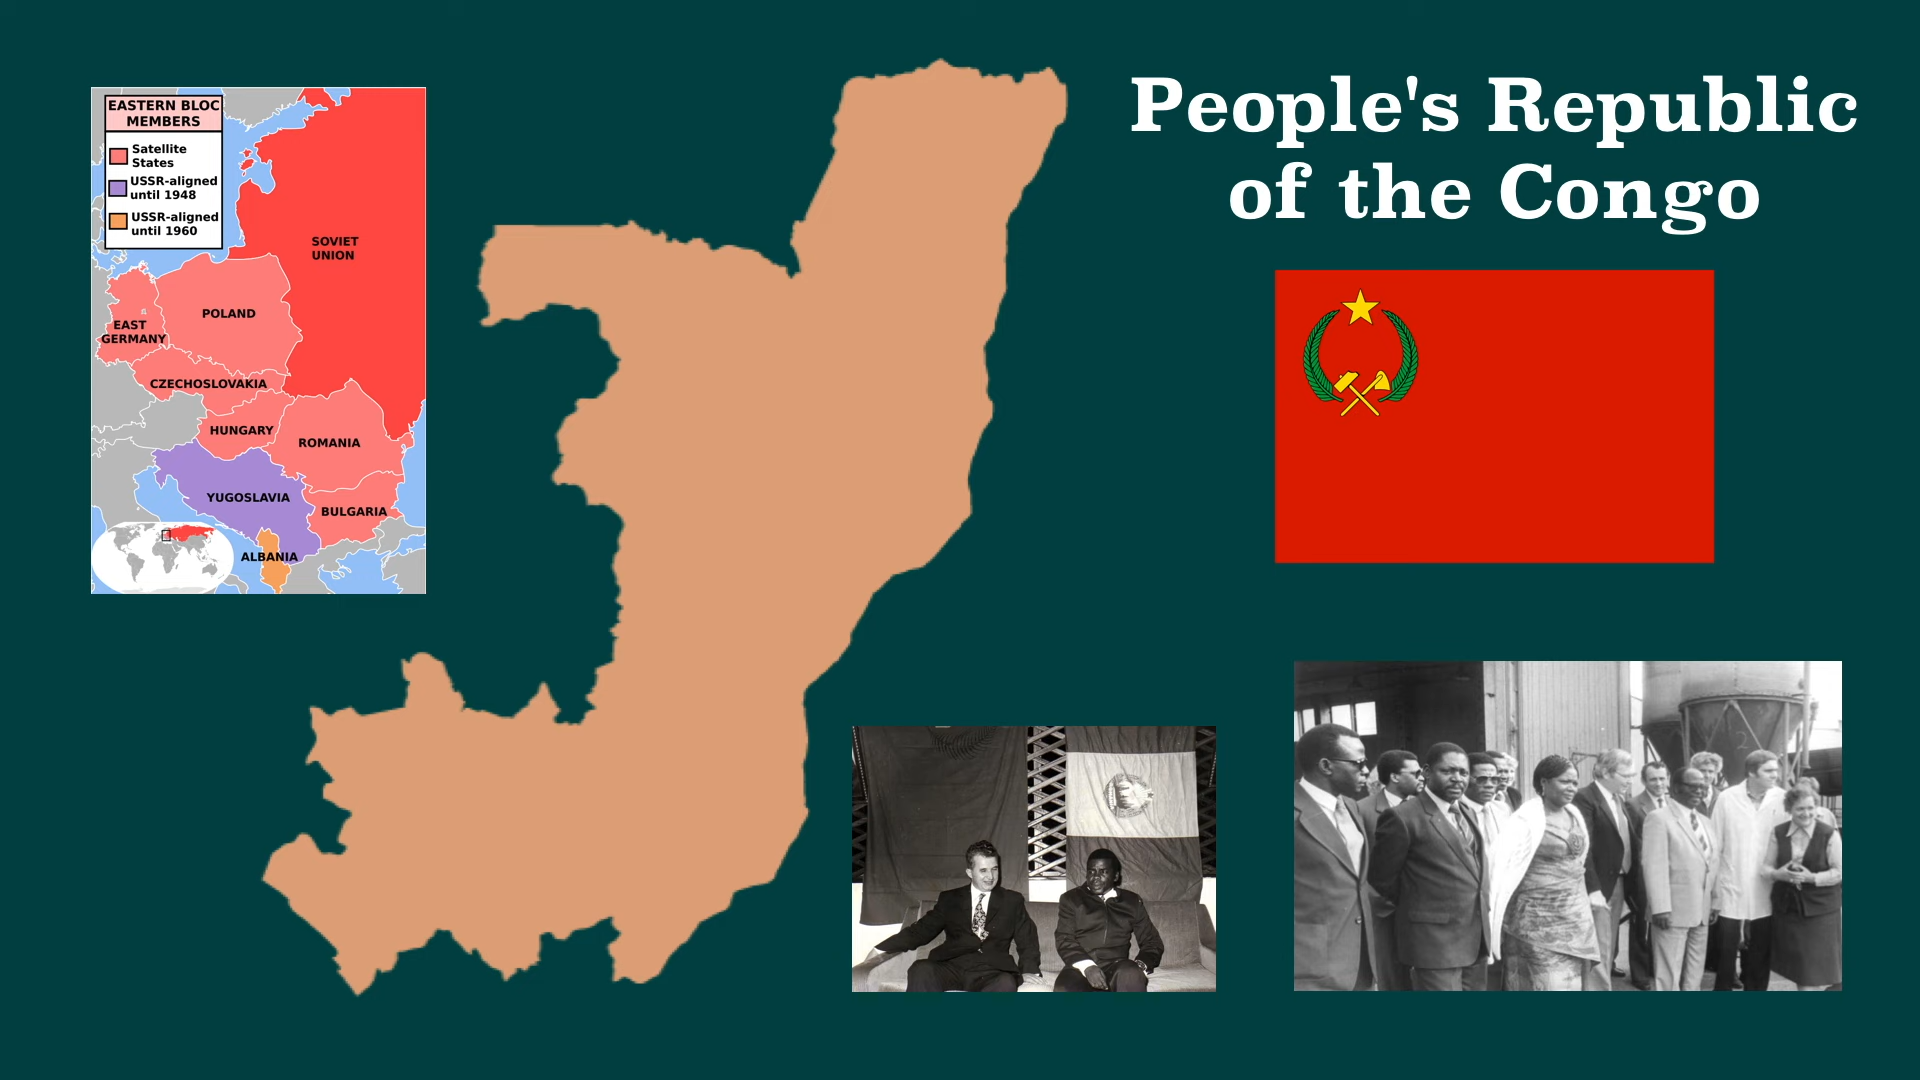 People's Republic
of the Congo
EASTERN BLOC
MEMBERS
Satellite
States
USSR-aligned
until 1948
USSR-aligned
until 1960
SOVIET
UNION
POLAND
EAST
GERMANY
CZECHOSLOVAKIA
HUNGARY
ROMANIA
YUGOSLAVIA
BULGARIA
ALBANIA